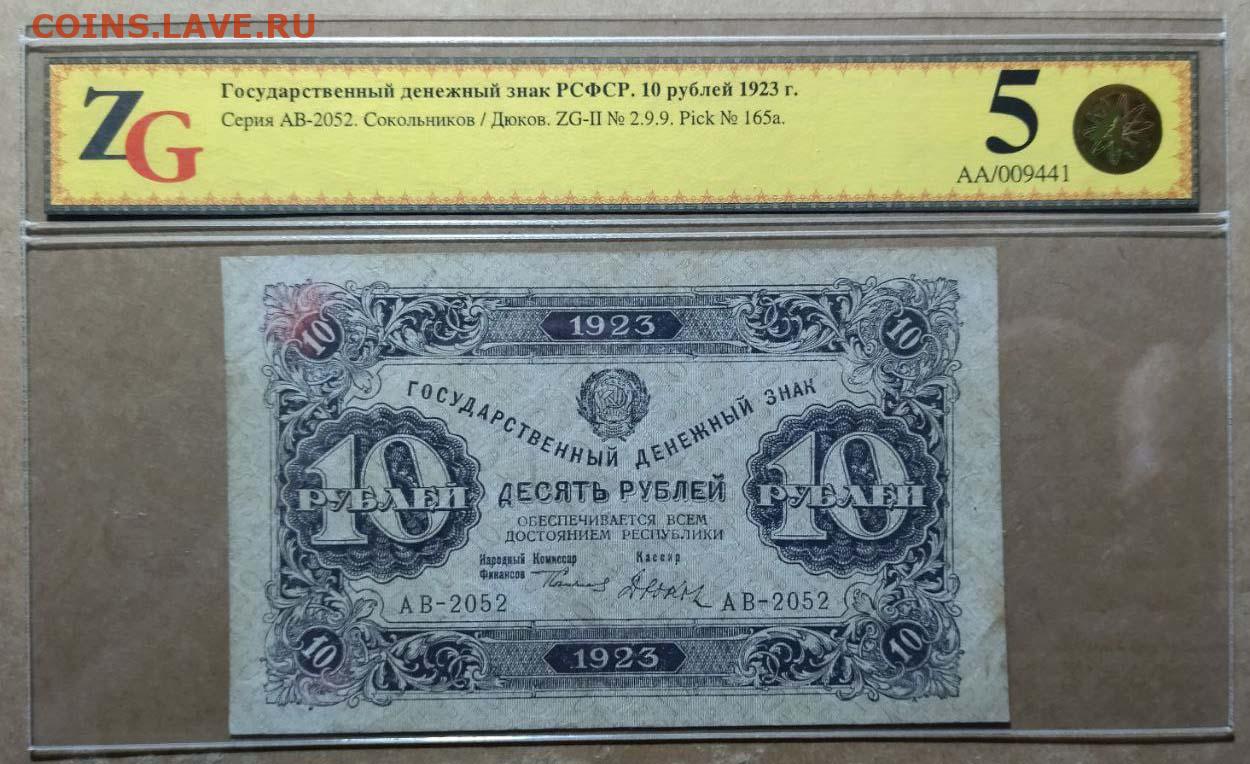 COINS.LAVE.RU
ZG
Государственный денежный знак РСФСР. 10 рублей 1923 г.
Серия АВ-2052. Сокольников / Дюков. ZG-II № 2.9.9. Pick № 165a.
5
АА/009441
10 1923 10
ГОСУДАРСТВЕННЫЙ ДЕНЕЖНЫЙ ЗНАК
10 РУБЛЕЙ
ДЕСЯТЬ РУБЛЕЙ
10 РУБЛЕЙ
ОБЕСПЕЧИВАЕТСЯ ВСЕМ
ДОСТОЯНИЕМ РЕСПУБЛИКИ
Народный Комиссар Кассир
Финансов
АВ-2052 АВ-2052
10 1923 10